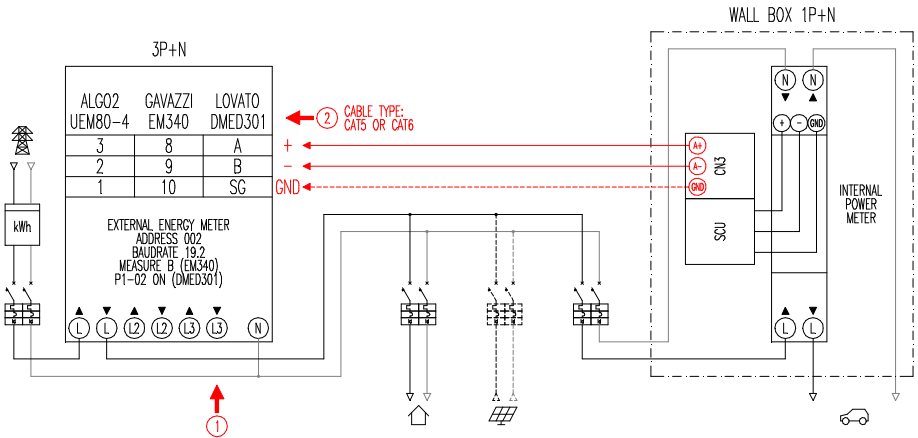 WALL BOX 1P+N
3P+N
ALGO2 GAVAZZI LOVATO
UEM80-4 EM340 DMED301
2 CABLE TYPE:
CAT5 OR CAT6
3 8 A +
2 9 B -
1 10 SG GND
EXTERNAL ENERGY METER
ADDRESS 002
BAUDRATE 19.2
MEASURE B (EM340)
P1-02 ON (DMED301)
kWh
L L L2 L2 L3 L3 N
1
A+
A-
GND
CN3
SCU
N N
+ - GND
INTERNAL
POWER
METER
L L